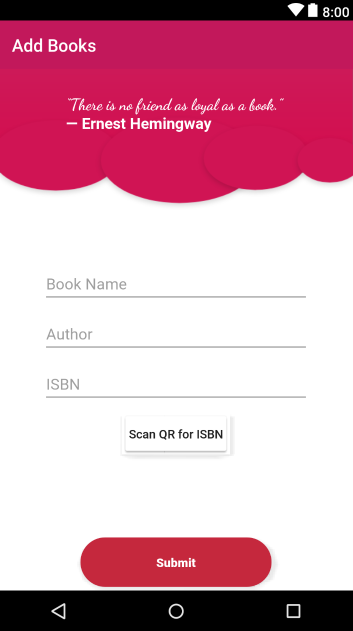 8:00
Add Books
“There is no friend as loyal as a book.”
— Ernest Hemingway
Book Name
Author
ISBN
Scan QR for ISBN
Submit